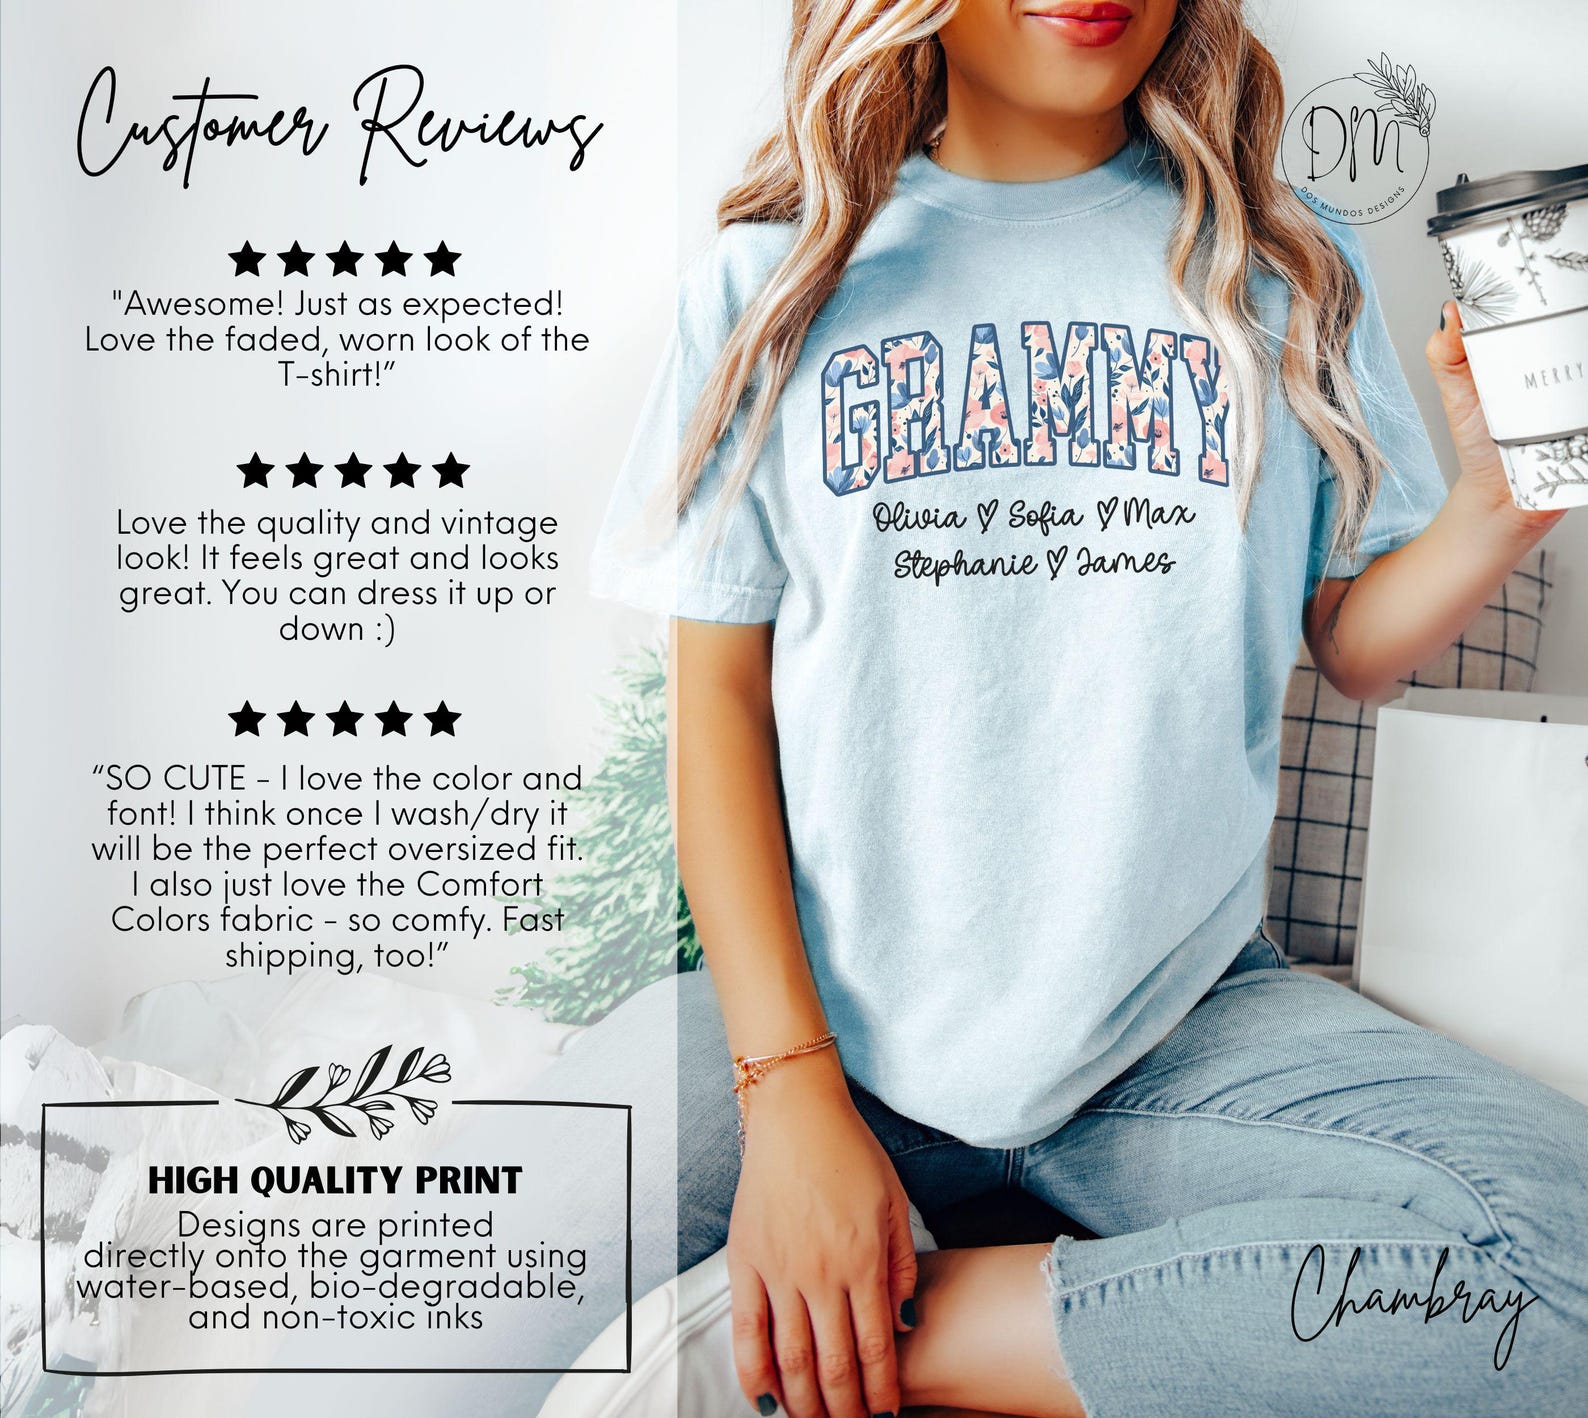 Customer Reviews
"Awesome! Just as expected!
Love the faded, worn look of the
T-shirt!”
Love the quality and vintage
look! It feels great and looks
great. You can dress it up or
down :)
“SO CUTE - I love the color and
font! I think once I wash/dry it
will be the perfect oversized fit.
I also just love the Comfort
Colors fabric - so comfy. Fast
shipping, too!”
HIGH QUALITY PRINT
Designs are printed
directly onto the garment using
water-based, bio-degradable,
and non-toxic inks
DM
DOS MUNDOS DESIGNS
MERRY
GRAMMY
Olivia ♡ Sofia ♡ Max
Stephanie ♡ James
Chambray